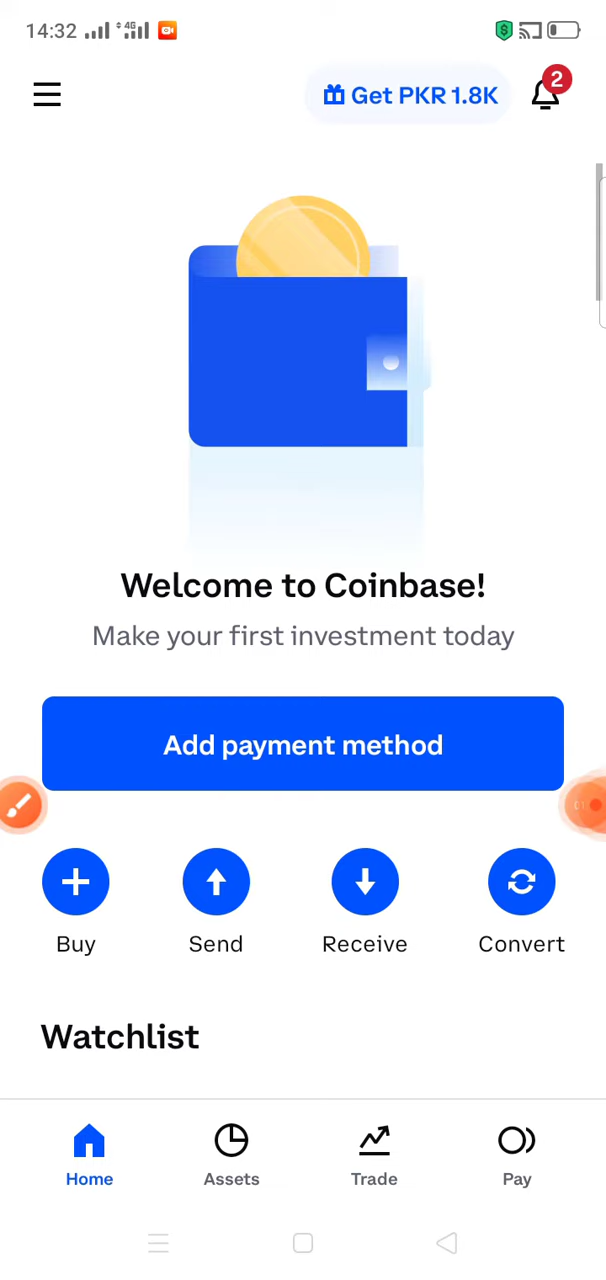 14:32 4G
Get PKR 1.8K
2
Welcome to Coinbase!
Make your first investment today
Add payment method
Buy Send Receive Convert
Watchlist
Home Assets Trade Pay